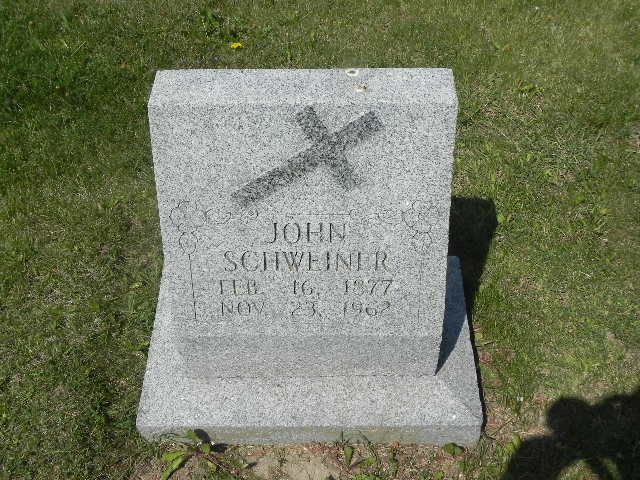 JOHN
SCHWEINER
FEB. 16, 1877
NOV. 23, 1962